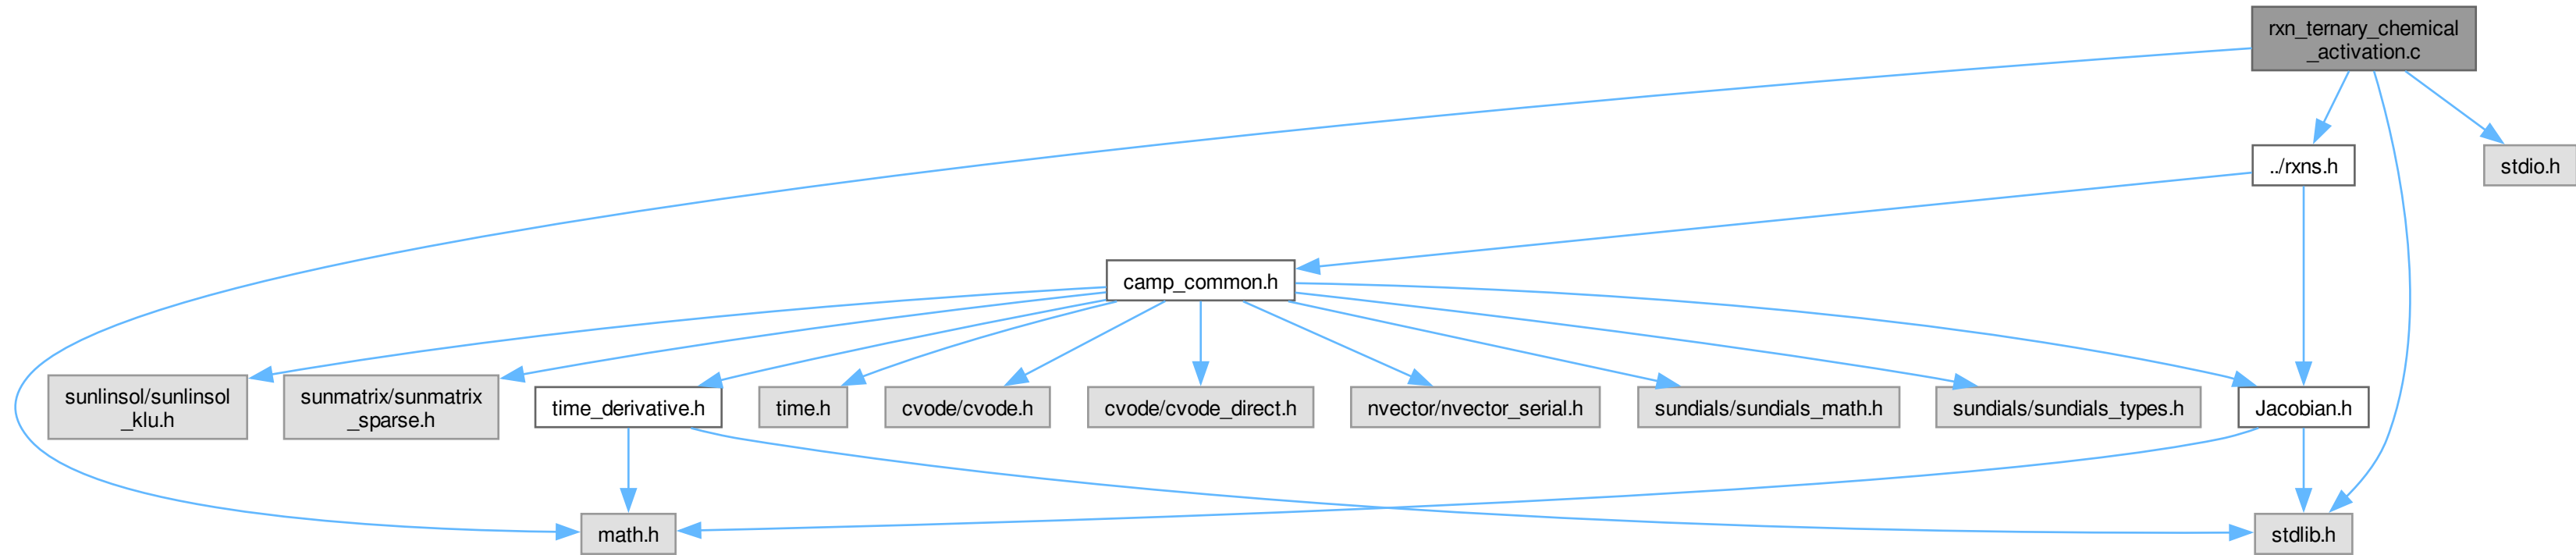 rxn_ternary_chemical
_activation.c
../rxns.h
stdio.h
camp_common.h
sunlinsol/sunlinsol
_klu.h
sunmatrix/sunmatrix
_sparse.h
time_derivative.h
time.h
cvode/cvode.h
cvode/cvode_direct.h
nvector/nvector_serial.h
sundials/sundials_math.h
sundials/sundials_types.h
Jacobian.h
math.h
stdlib.h